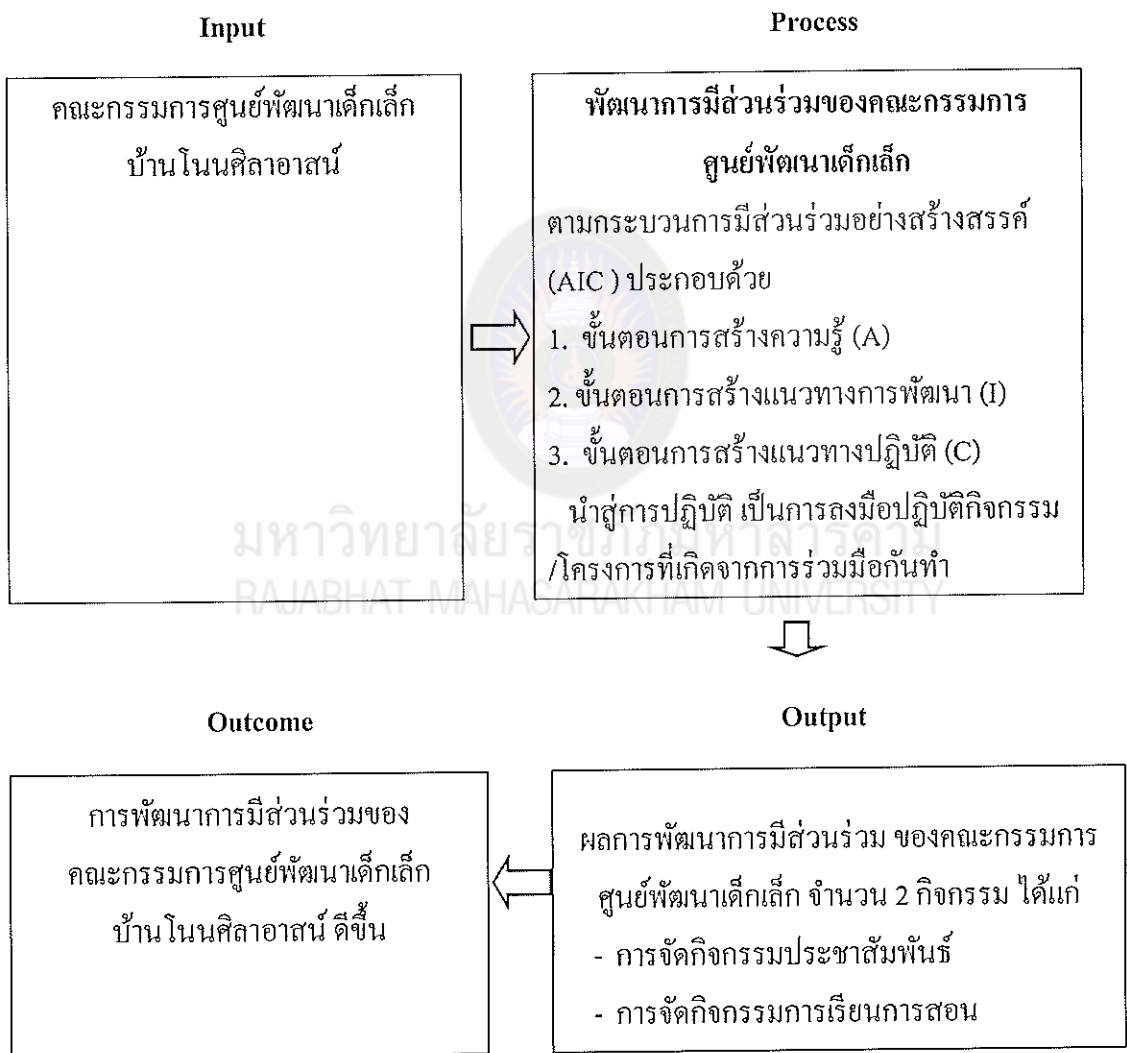 Input
คณะกรรมการศูนย์พัฒนาเด็กเล็ก
บ้านโนนศิลาอาสน์
Process
พัฒนาการมีส่วนร่วมของคณะกรรมการ
ศูนย์พัฒนาเด็กเล็ก
ตามกระบวนการมีส่วนร่วมอย่างสร้างสรรค์
(AIC ) ประกอบด้วย
1. ขั้นตอนการสร้างความรู้ (A)
2. ขั้นตอนการสร้างแนวทางการพัฒนา (I)
3. ขั้นตอนการสร้างแนวทางปฏิบัติ (C)
นำสู่การปฏิบัติ เป็นการลงมือปฏิบัติกิจกรรม
/โครงการที่เกิดจากการร่วมมือกันทำ
มหาวิทยาลัยราชภัฏมหาสารคาม
RAJABHAT MAHASARAKHAM UNIVERSITY
Output
ผลการพัฒนาการมีส่วนร่วม ของคณะกรรมการ
ศูนย์พัฒนาเด็กเล็ก จำนวน 2 กิจกรรม ได้แก่
- การจัดกิจกรรมประชาสัมพันธ์
- การจัดกิจกรรมการเรียนการสอน
Outcome
การพัฒนาการมีส่วนร่วมของ
คณะกรรมการศูนย์พัฒนาเด็กเล็ก
บ้านโนนศิลาอาสน์ ดีขึ้น